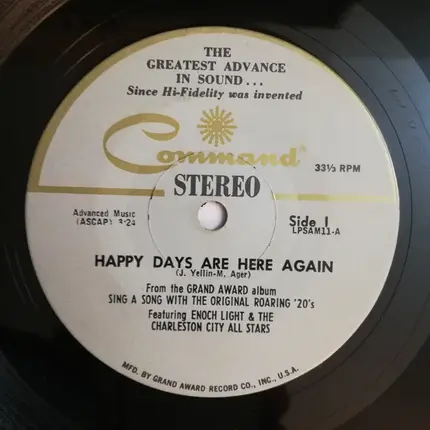 THE
GREATEST ADVANCE
IN SOUND...
Since Hi-Fidelity was invented
Command®
33⅓ RPM
STEREO
Advanced Music
(ASCAP) 3:24
Side 1
LPSAM11-A
HAPPY DAYS ARE HERE AGAIN
(J. Yellin-M. Ager)
From the GRAND AWARD album
SING A SONG WITH THE ORIGINAL ROARING '20's
Featuring ENOCH LIGHT & THE
CHARLESTON CITY ALL STARS
MFD. BY GRAND AWARD RECORD CO., INC., U.S.A.